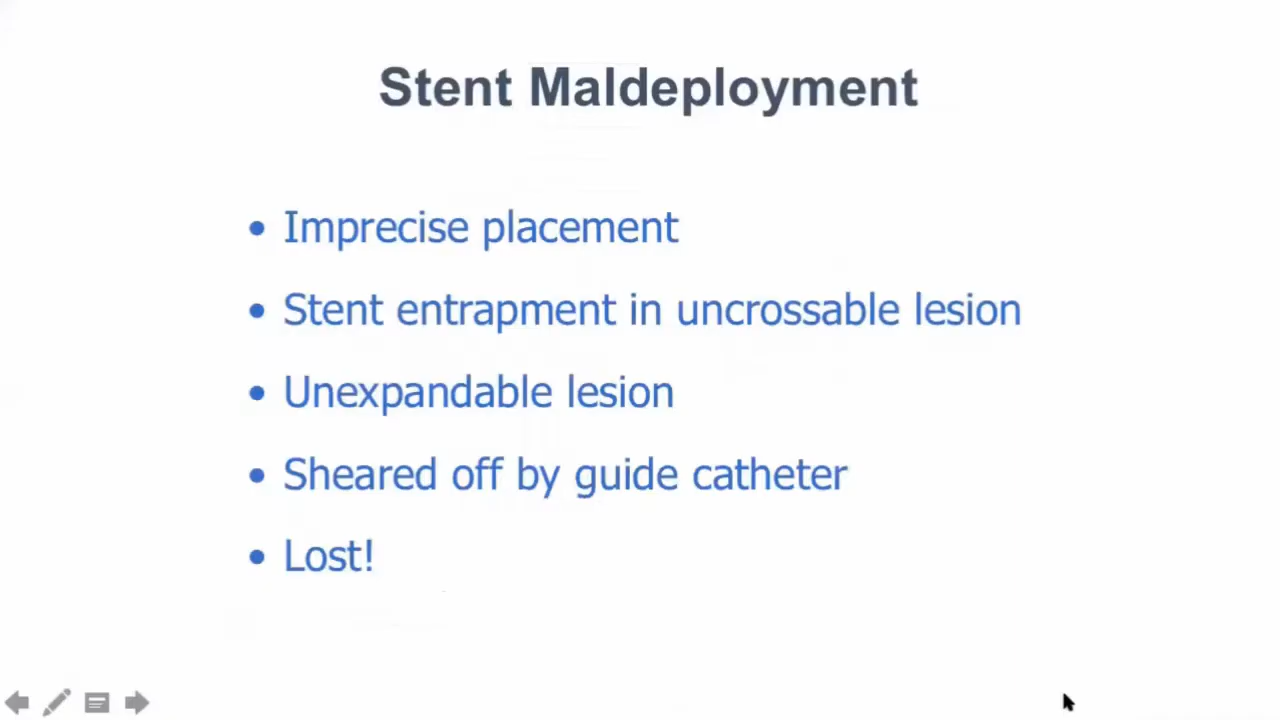 Stent Maldeployment
• Imprecise placement
• Stent entrapment in uncrossable lesion
• Unexpandable lesion
• Sheared off by guide catheter
• Lost!